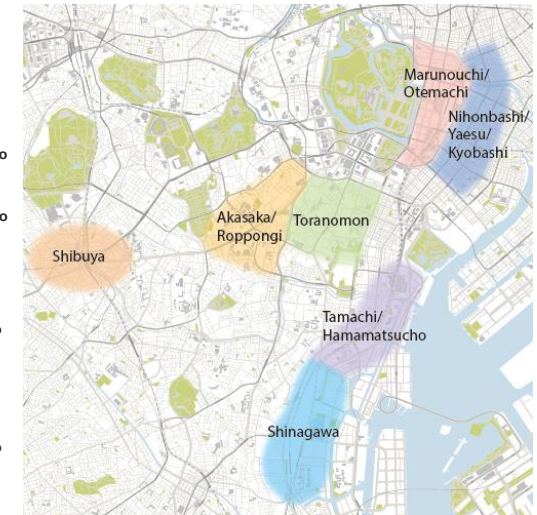 Marunouchi/
Otemachi
Nihonbashi/
Yaesu/
Kyobashi
o
o
Akasaka/
Roppongi
Toranomon
Shibuya
Tamachi/
Hamamatsucho
Shinagawa